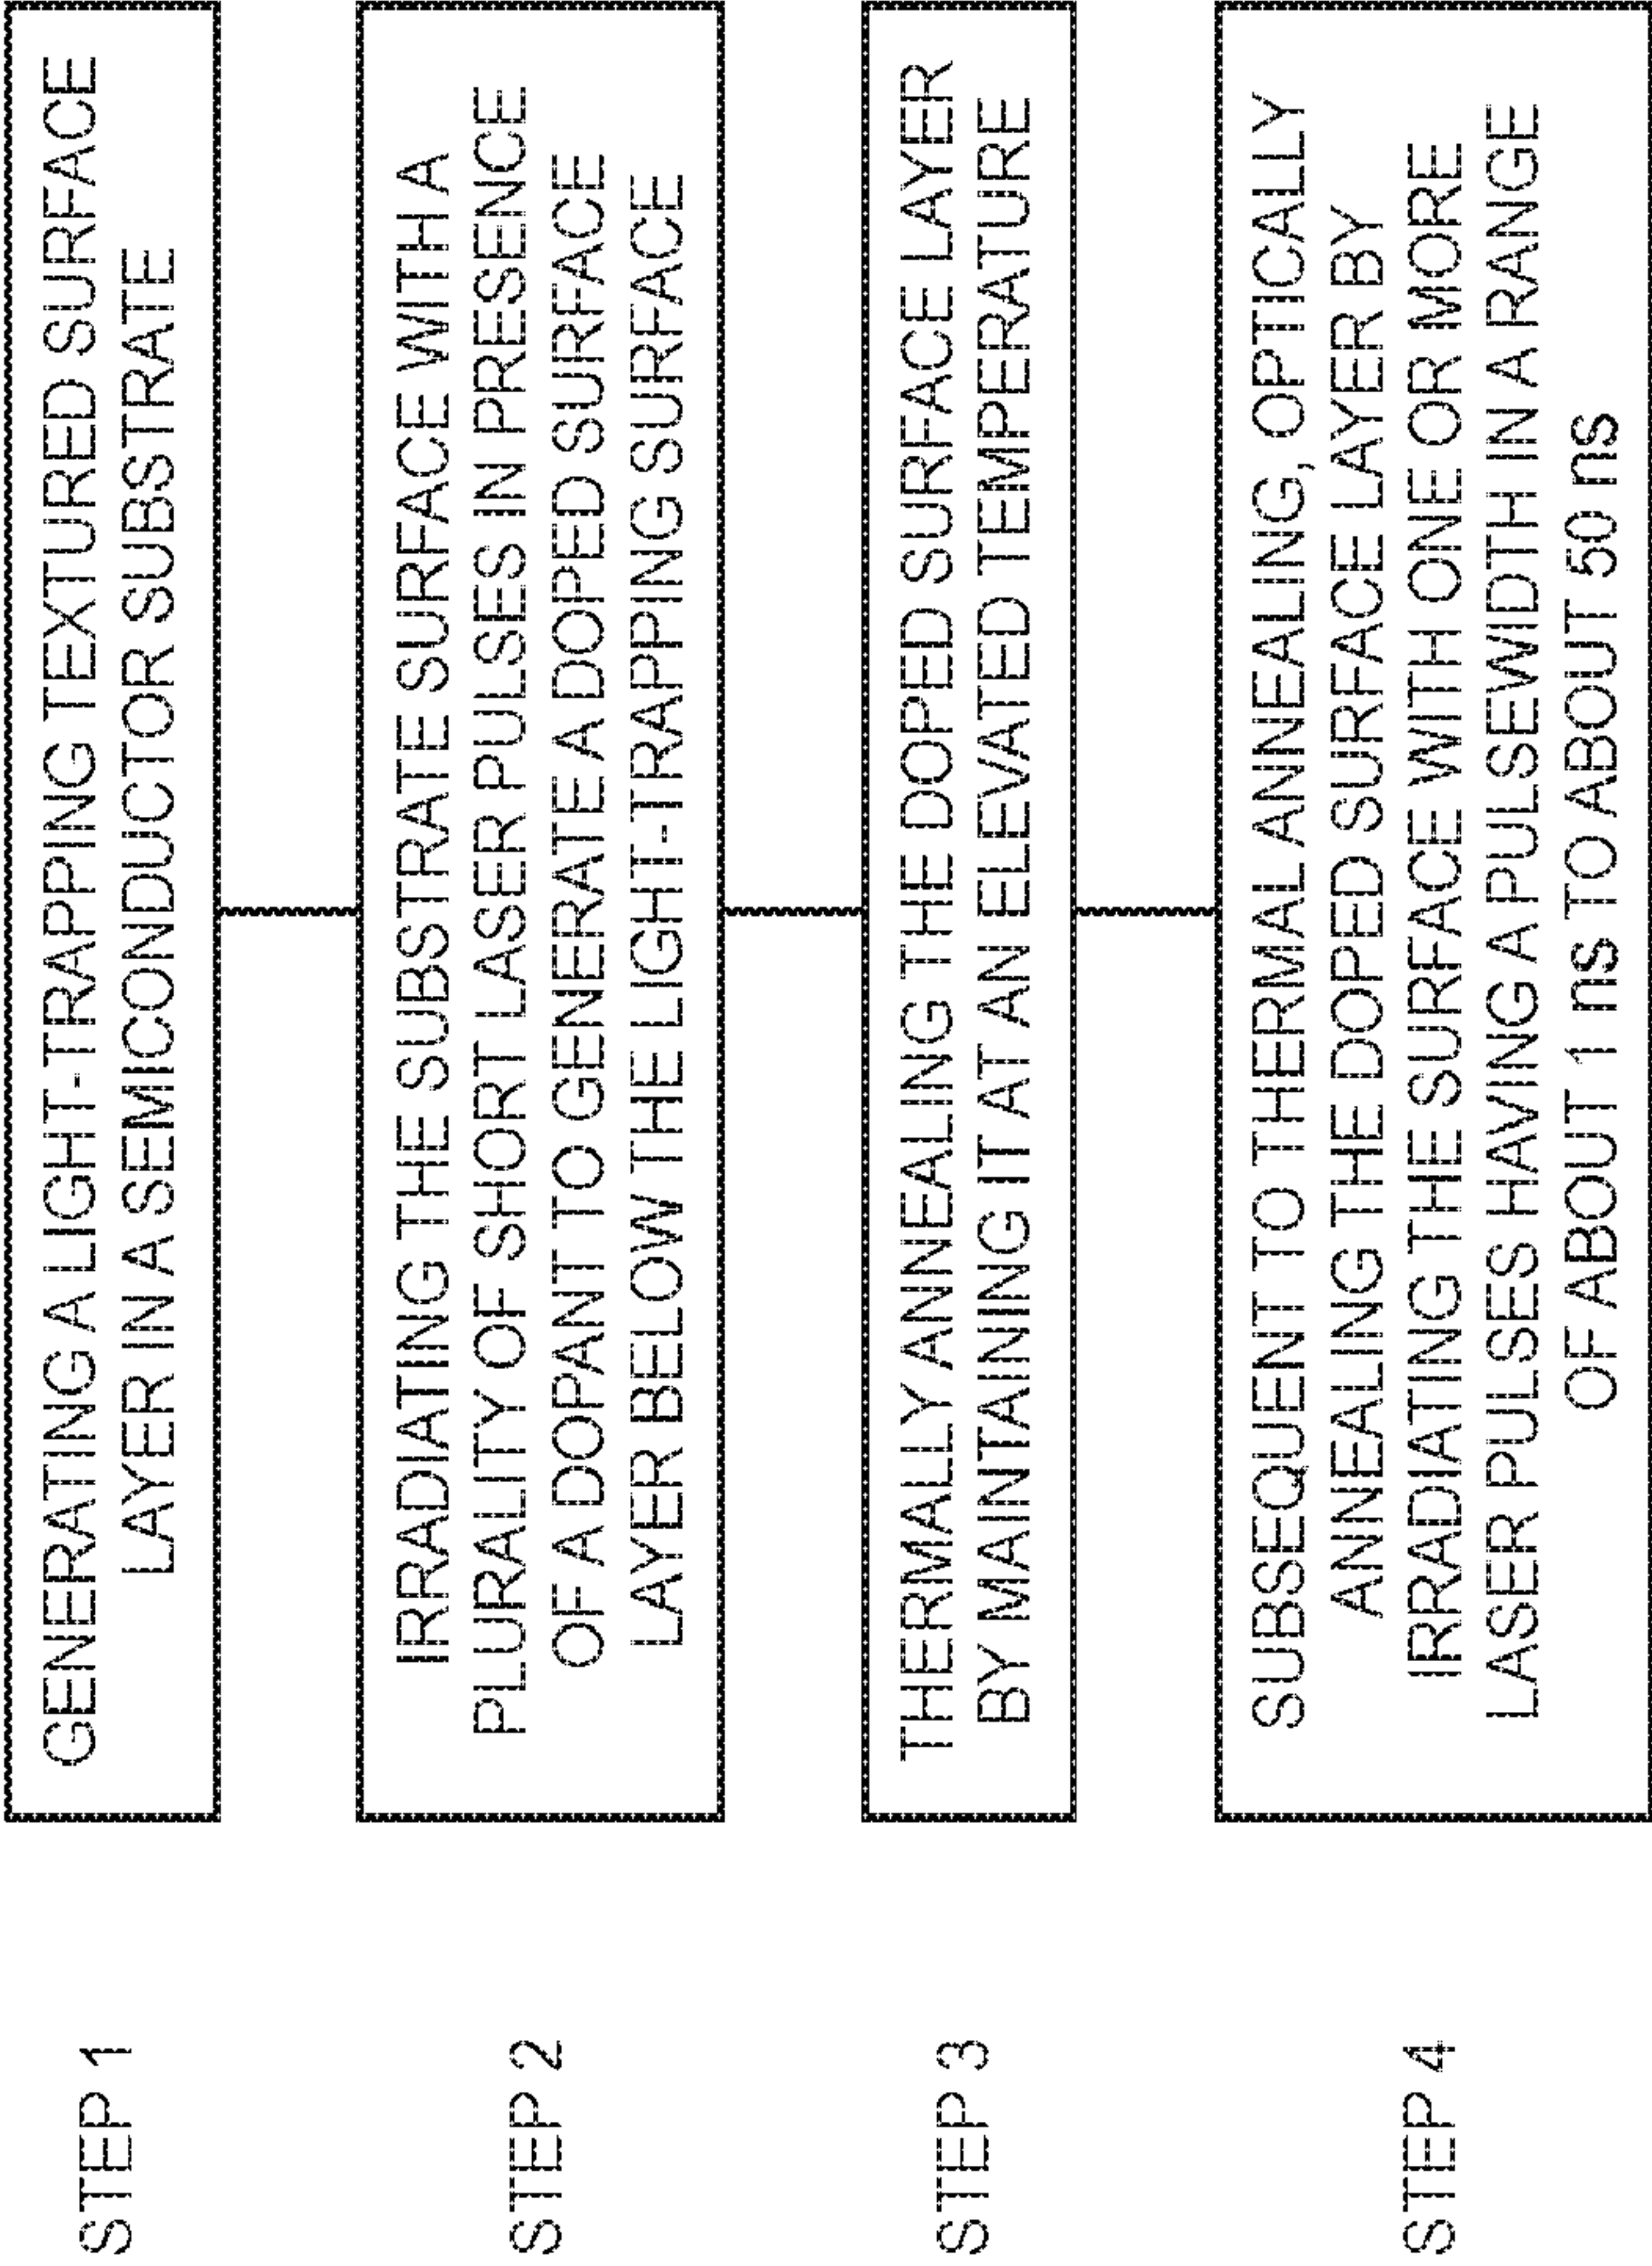 STEP 1
GENERATING A LIGHT-TRAPPING TEXTURED SURFACE
LAYER IN A SEMICONDUCTOR SUBSTRATE
STEP 2
IRRADIATING THE SUBSTRATE SURFACE WITH A
PLURALITY OF SHORT LASER PULSES IN PRESENCE
OF A DOPANT TO GENERATE A DOPED SURFACE
LAYER BELOW THE LIGHT-TRAPPING SURFACE
STEP 3
THERMALLY ANNEALING THE DOPED SURFACE LAYER
BY MAINTAINING IT AT AN ELEVATED TEMPERATURE
STEP 4
SUBSEQUENT TO THERMAL ANNEALING, OPTICALLY
ANNEALING THE DOPED SURFACE LAYER BY
IRRADIATING THE SURFACE WITH ONE OR MORE
LASER PULSES HAVING A PULSEWIDTH IN A RANGE
OF ABOUT 1 ns TO ABOUT 50 ns